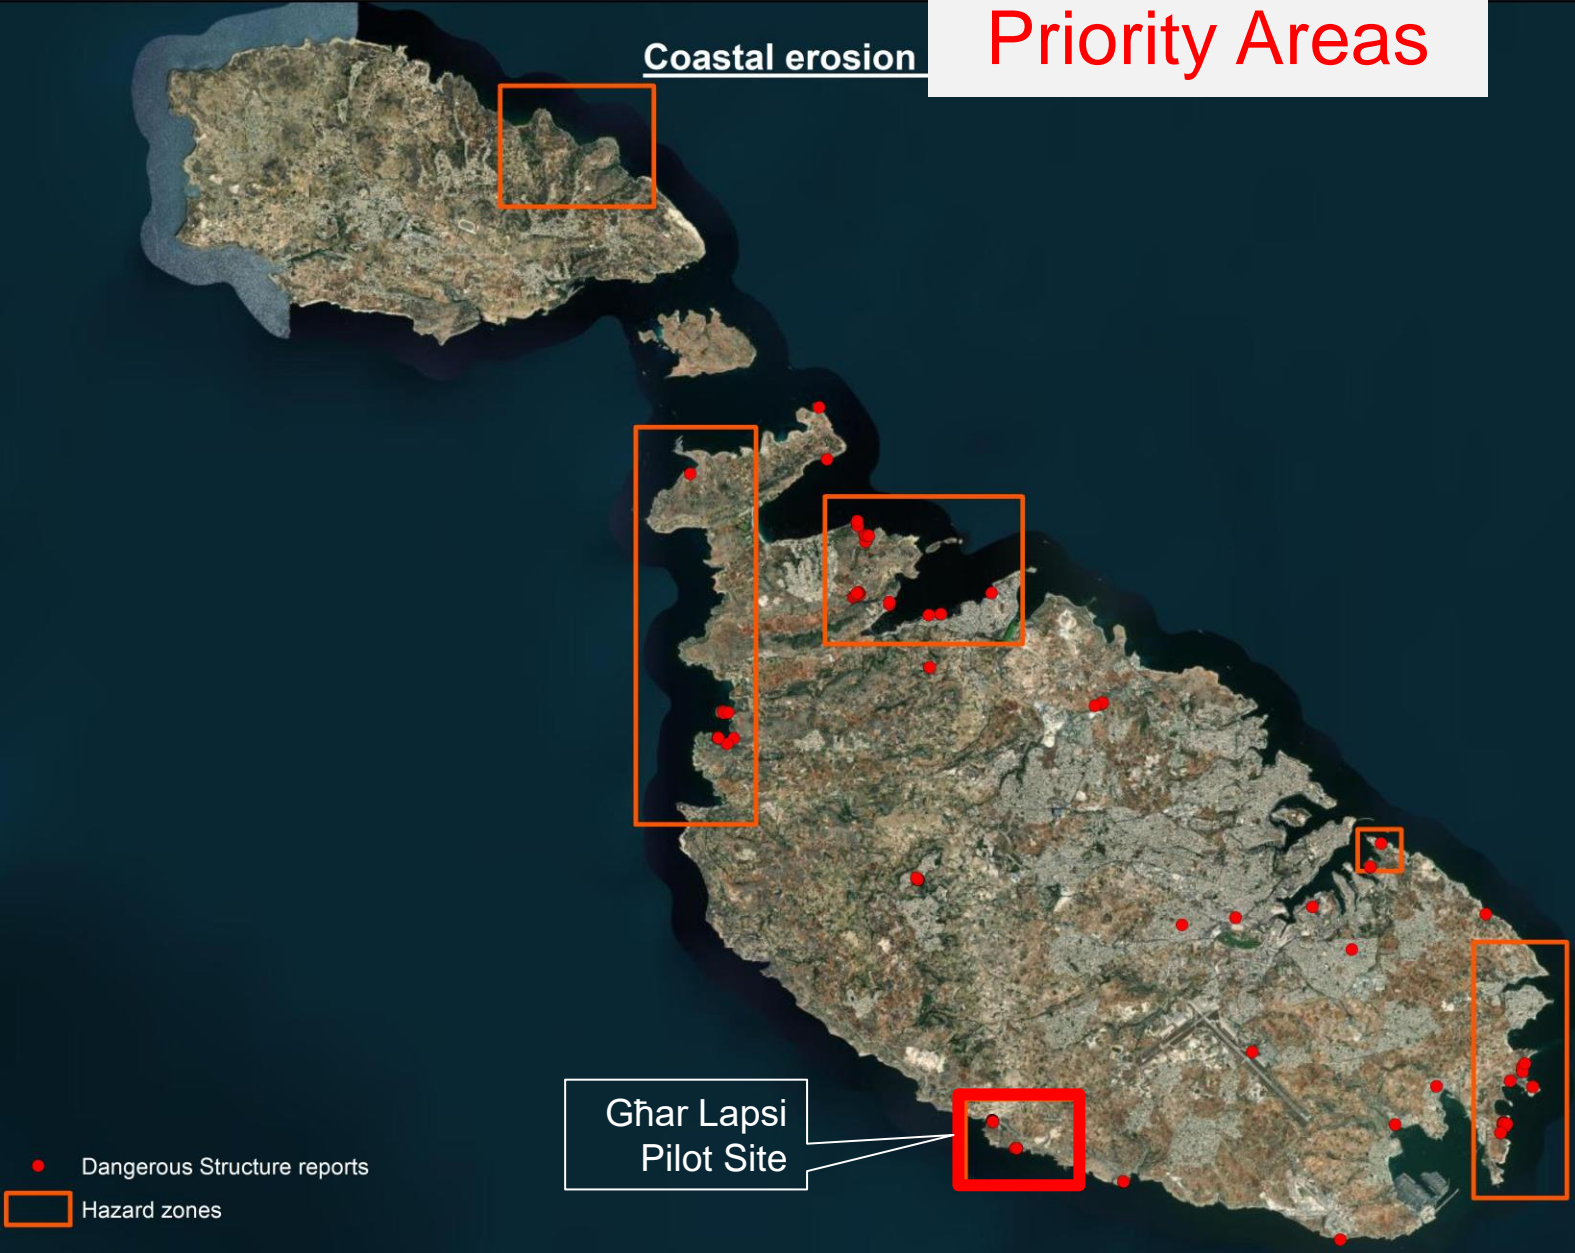 Priority Areas
Coastal erosion
Għar Lapsi
Pilot Site
Dangerous Structure reports
Hazard zones